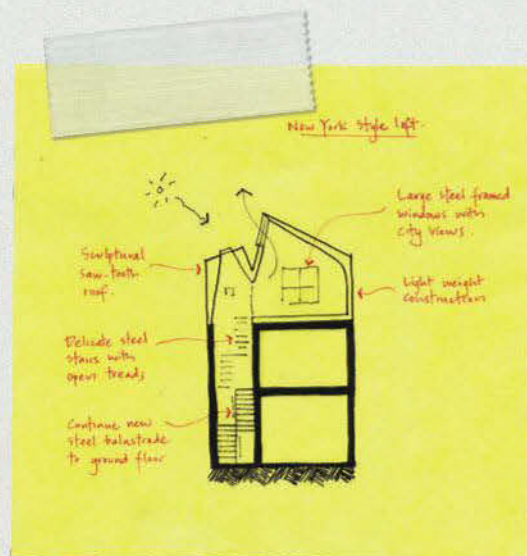 New York style loft.
Large steel framed
windows with
city views.
Sculptural
saw-tooth
roof.
Light weight
construction
Delicate steel
stairs with
open treads
Continue new
steel balastrade
to ground floor